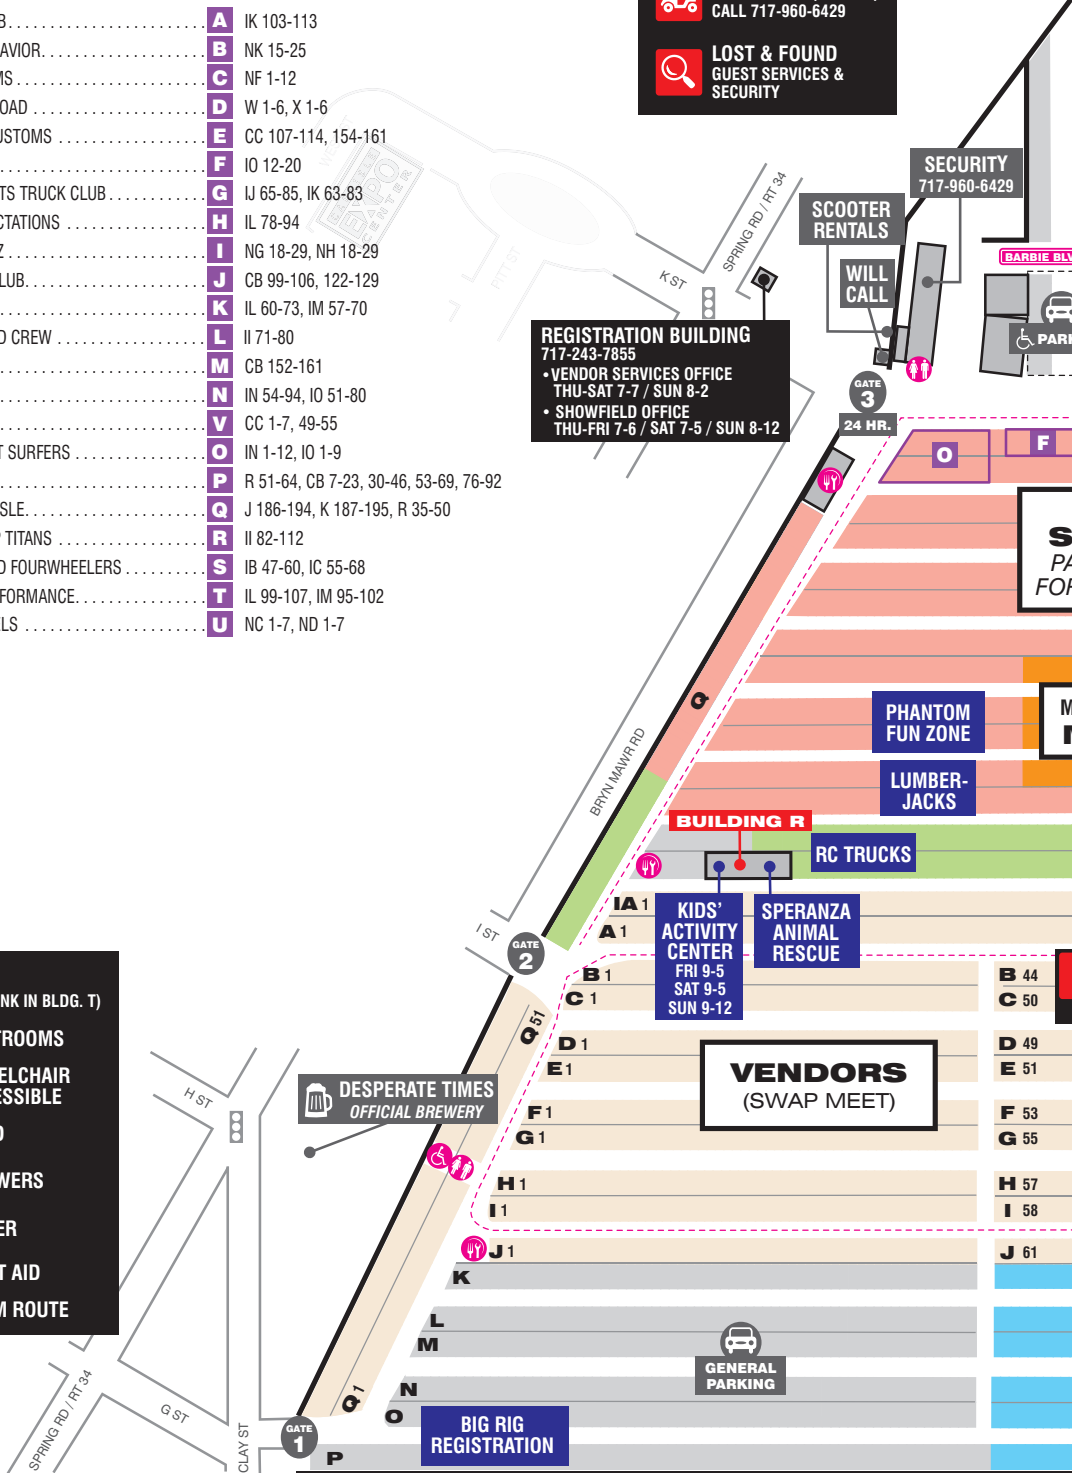 B A IK 103-113
AVIOR B NK 15-25
MS C NF 1-12
OAD D W 1-6, X 1-6
USTOMS E CC 107-114, 154-161
F IO 12-20
TS TRUCK CLUB G IJ 65-85, IK 63-83
CTATIONS H IL 78-94
Z I NG 18-29, NH 18-29
LUB J CB 99-106, 122-129
K IL 60-73, IM 57-70
D CREW L II 71-80
M CB 152-161
N IN 54-94, IO 51-80
V CC 1-7, 49-55
T SURFERS O IN 1-12, IO 1-9
P R 51-64, CB 7-23, 30-46, 53-69, 76-92
SLE Q J 186-194, K 187-195, R 35-50
P TITANS R II 82-112
D FOURWHEELERS S IB 47-60, IC 55-68
FORMANCE T IL 99-107, IM 95-102
ELS U NC 1-7, ND 1-7
CALL 717-960-6429
LOST & FOUND
GUEST SERVICES &
SECURITY
EXPO
CENTER
PITT ST
K ST
SPRING RD / RT 34
SECURITY
717-960-6429
SCOOTER
RENTALS
WILL
CALL
BARBIE BLV
PARK
REGISTRATION BUILDING
717-243-7855
• VENDOR SERVICES OFFICE
THU-SAT 7-7 / SUN 8-2
• SHOWFIELD OFFICE
THU-FRI 7-6 / SAT 7-5 / SUN 8-12
GATE
3
24 HR.
O
F
S
PA
FOR
Q
M
PHANTOM
FUN ZONE
LUMBER-
JACKS
BRYN MAWR RD
BUILDING R
RC TRUCKS
KIDS'
ACTIVITY
CENTER
FRI 9-5
SAT 9-5
SUN 9-12
SPERANZA
ANIMAL
RESCUE
IA 1
A 1
I ST
GATE
2
B 1
B 44
C 1
C 50
Q 51
D 1
D 49
E 1
E 51
VENDORS
(SWAP MEET)
F 1
F 53
G 1
G 55
H 1
H 57
I 1
I 58
J 1
J 61
K
L
M
N
O
P
NK IN BLDG. T)
TROOMS
ELCHAIR
ESSIBLE
O
WERS
ER
T AID
M ROUTE
H ST
DESPERATE TIMES
OFFICIAL BREWERY
GENERAL
PARKING
BIG RIG
REGISTRATION
Q 1
GATE
1
SPRING RD / RT 34
G ST
CLAY ST